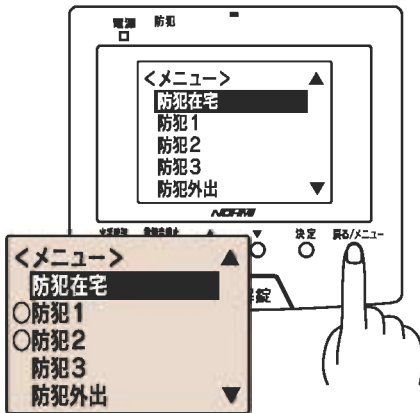 電源 防犯
<メニュー> ▲
防犯在宅
防犯1
防犯2
防犯3
防犯外出 ▼
NOHMI
▼ 決定 戻る/メニュー
錠
<メニュー> ▲
防犯在宅
○防犯1
○防犯2
防犯3
防犯外出 ▼